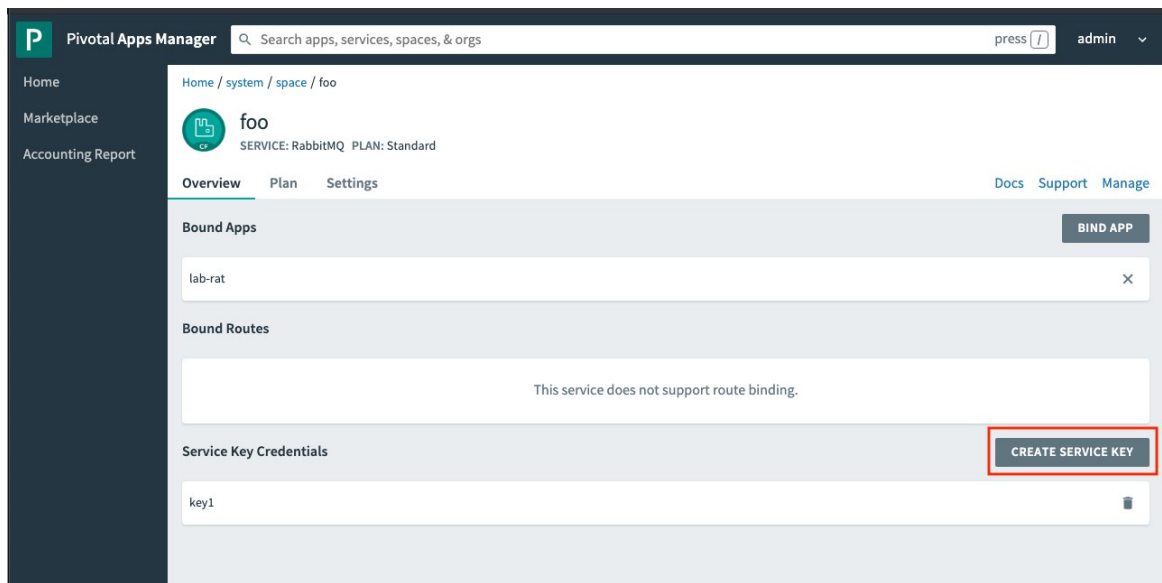 P Pivotal Apps Manager Search apps, services, spaces, & orgs press / admin
Home
Marketplace
Accounting Report
Home / system / space / foo
foo
CF
SERVICE: RabbitMQ PLAN: Standard
Overview Plan Settings Docs Support Manage
Bound Apps BIND APP
lab-rat
Bound Routes
This service does not support route binding.
Service Key Credentials CREATE SERVICE KEY
key1